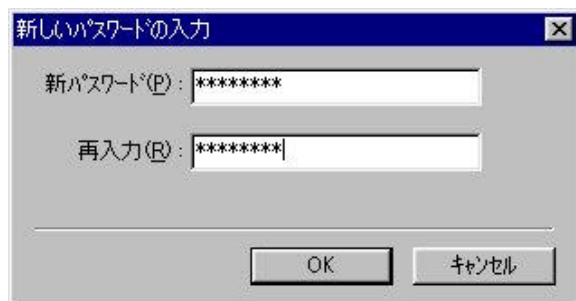 新しいﾊﾟｽﾜｰﾄﾞの入力
新ﾊﾟｽﾜｰﾄﾞ(P) : ********
再入力(R) : ********
OK ｷｬﾝｾﾙ